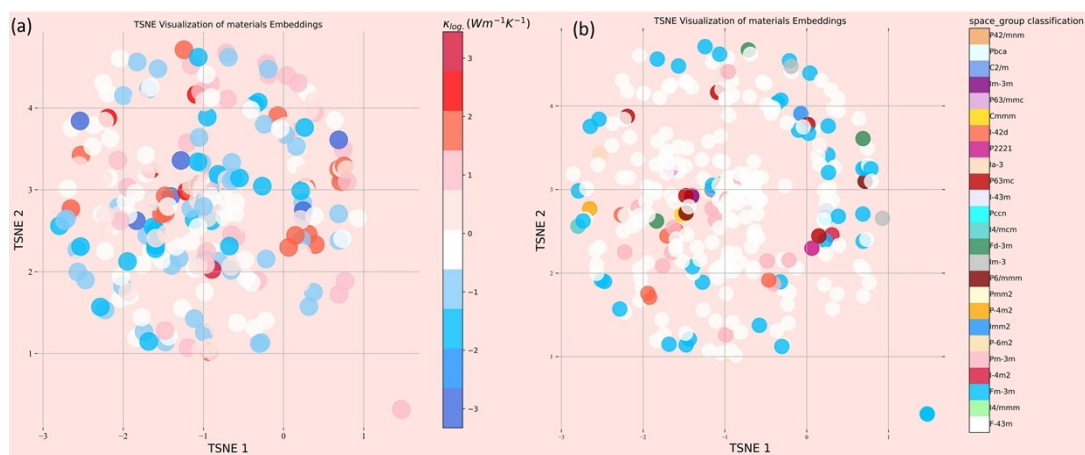 (a)
TSNE Visualization of materials Embeddings
κlog. (Wm⁻¹K⁻¹)
TSNE 2
4
3
2
1
−3
−2
−1
0
1
TSNE 1
3
2
1
0
−1
−2
−3
(b)
TSNE Visualization of materials Embeddings
4
3
2
1
−3
−2
−1
0
1
TSNE 1
space_group classification
P42/mnm
Pbca
C2/m
Im-3m
P63/mmc
Cmmm
I-42d
P2221
Ia-3
P63mc
I-43m
Pccn
I4/mcm
Fd-3m
Im-3
P6/mmm
Pmm2
P-4m2
Imm2
P-6m2
Pm-3m
I-4m2
Fm-3m
I4/mmm
F-43m